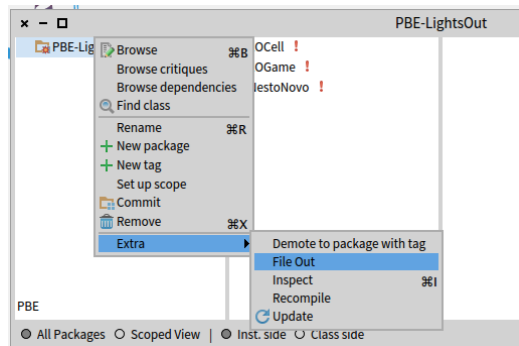 PBE-LightsOut
PBE-Lig
Browse ⌘B
OCell !
Browse critiques
OGame !
Browse dependencies
NestoNovo !
Find class
Rename ⌘R
New package
New tag
Set up scope
Commit
Remove ⌘X
Extra
Demote to package with tag
File Out
Inspect ⌘I
Recompile
Update
PBE
All Packages Scoped View | Inst. side Class side